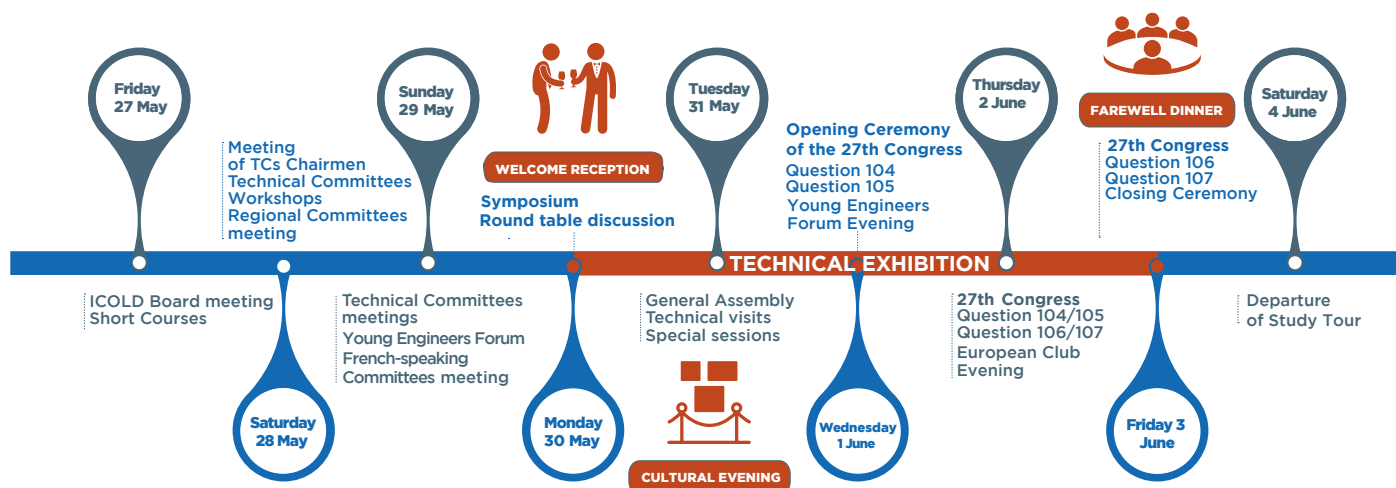 Friday
27 May
ICOLD Board meeting
Short Courses
Meeting
of TCs Chairmen
Technical Committees
Workshops
Regional Committees
meeting
Saturday
28 May
Sunday
29 May
Technical Committees
meetings
Young Engineers Forum
French-speaking
Committees meeting
WELCOME RECEPTION
Symposium
Round table discussion
Monday
30 May
Tuesday
31 May
General Assembly
Technical visits
Special sessions
CULTURAL EVENING
TECHNICAL EXHIBITION
Opening Ceremony
of the 27th Congress
Question 104
Question 105
Young Engineers
Forum Evening
Wednesday
1 June
Thursday
2 June
27th Congress
Question 104/105
Question 106/107
European Club
Evening
FAREWELL DINNER
27th Congress
Question 106
Question 107
Closing Ceremony
Friday 3
June
Saturday
4 June
Departure
of Study Tour